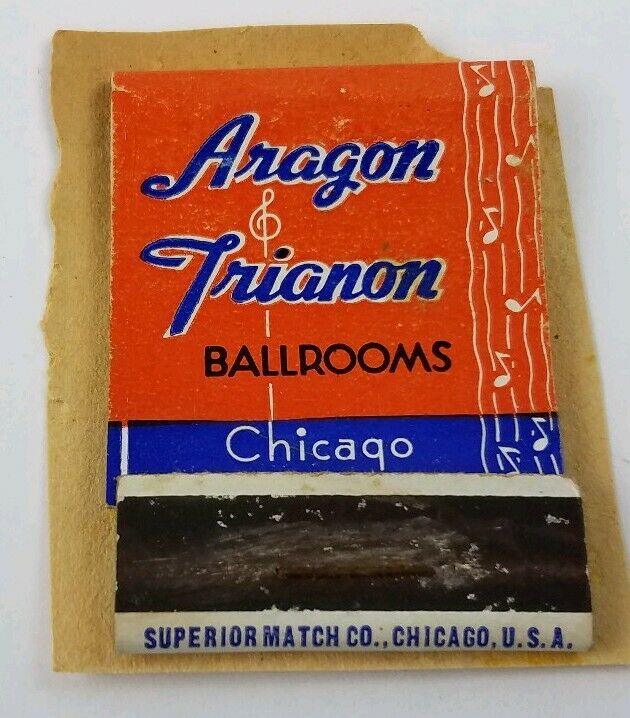 Aragon
&
Trianon
BALLROOMS
Chicago
SUPERIOR MATCH CO., CHICAGO, U.S.A.